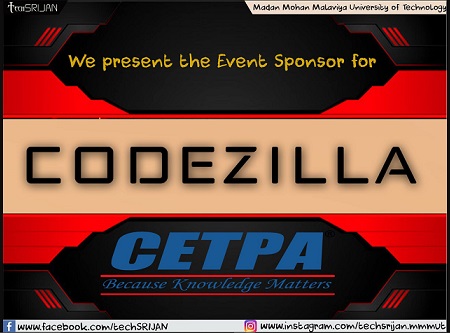 techSRIJAN
Madan Mohan Malaviya University of Technology
We present the Event Sponsor for
CODEZILLA
CETPA
Because Knowledge Matters
www.facebook.com/techSRIJAN
www.instagram.com/techsrijan.mmmut